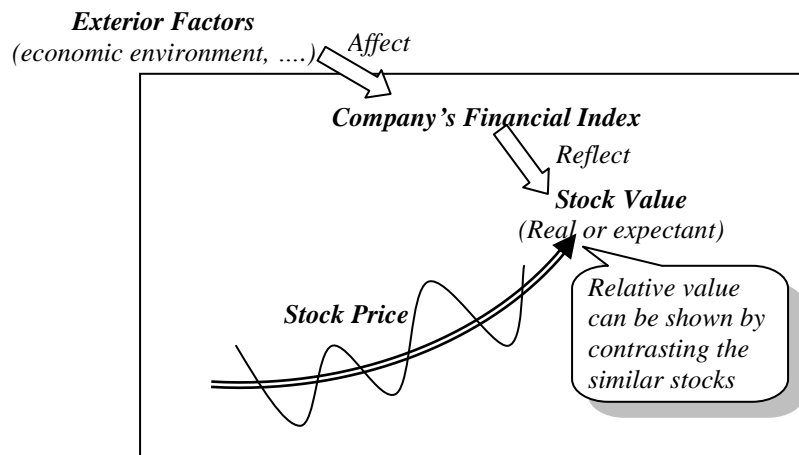 Exterior Factors
(economic environment, ....)
Affect
Company's Financial Index
Reflect
Stock Value
(Real or expectant)
Stock Price
Relative value
can be shown by
contrasting the
similar stocks